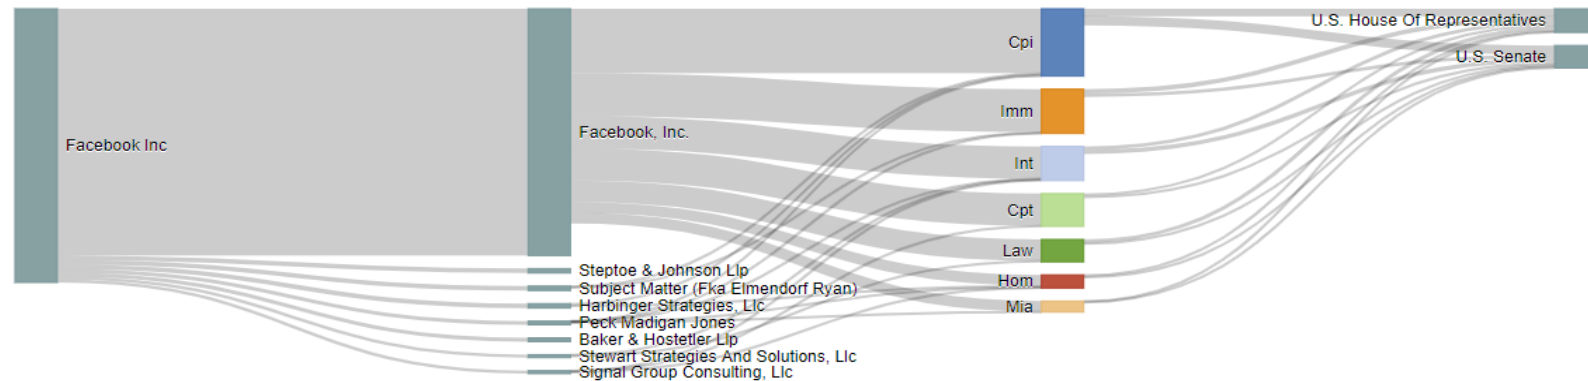 Facebook Inc
Facebook, Inc.
Steptoe & Johnson Llp
Subject Matter (Fka Elmendorf Ryan)
Harbinger Strategies, Llc
Peck Madigan Jones
Baker & Hostetler Llp
Stewart Strategies And Solutions, Llc
Signal Group Consulting, Llc
Cpi
Imm
Int
Cpt
Law
Hom
Mia
U.S. House Of Representatives
U.S. Senate